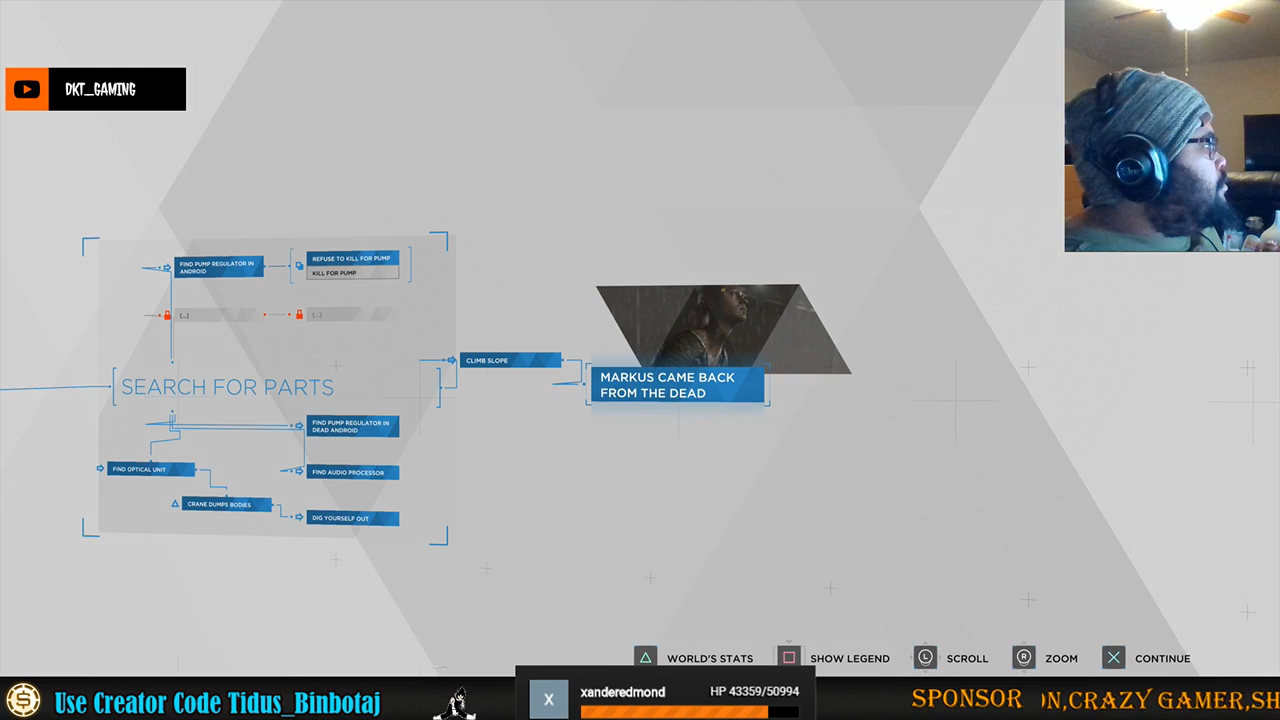 DKT_GAMING
FIND PUMP REGULATOR IN
ANDROID
REFUSE TO KILL FOR PUMP
KILL FOR PUMP
[...]
[...]
SEARCH FOR PARTS
CLIMB SLOPE
MARKUS CAME BACK
FROM THE DEAD
FIND PUMP REGULATOR IN
DEAD ANDROID
FIND OPTICAL UNIT
FIND AUDIO PROCESSOR
CRANE DUMPS BODIES
DIG YOURSELF OUT
WORLD'S STATS
SHOW LEGEND
L SCROLL
R ZOOM
CONTINUE
Use Creator Code Tidus_Binbotaj
X
xanderedmond
HP 43359/50994
SPONSOR
CRAZY GAMER,SH